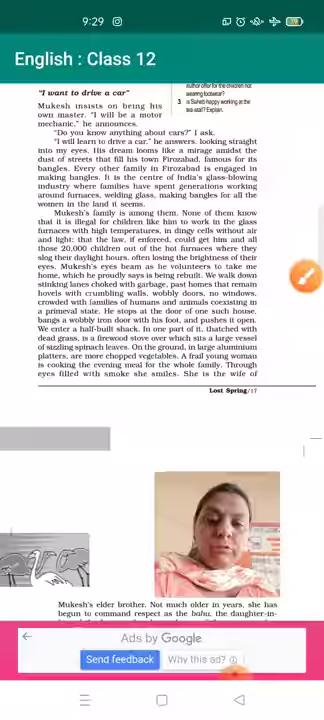 9:29
English : Class 12
author offer for the children not
wearing footwear?
3. Is Saheb happy working at the
tea-stall? Explain.
"I want to drive a car"
Mukesh insists on being his
own master. "I will be a motor
mechanic," he announces.
"Do you know anything about cars?" I ask.
"I will learn to drive a car," he answers, looking straight
into my eyes. His dream looms like a mirage amidst the
dust of streets that fill his town Firozabad, famous for its
bangles. Every other family in Firozabad is engaged in
making bangles. It is the centre of India's glass-blowing
industry where families have spent generations working
around furnaces, welding glass, making bangles for all the
women in the land it seems.
Mukesh's family is among them. None of them know
that it is illegal for children like him to work in the glass
furnaces with high temperatures, in dingy cells without air
and light; that the law, if enforced, could get him and all
those 20,000 children out of the hot furnaces where they
slog their daylight hours, often losing the brightness of their
eyes. Mukesh's eyes beam as he volunteers to take me
home, which he proudly says is being rebuilt. We walk down
stinking lanes choked with garbage, past homes that remain
hovels with crumbling walls, wobbly doors, no windows,
crowded with families of humans and animals coexisting in
a primeval state. He stops at the door of one such house,
bangs a wobbly iron door with his foot, and pushes it open.
We enter a half-built shack. In one part of it, thatched with
dead grass, is a firewood stove over which sits a large vessel
of sizzling spinach leaves. On the ground, in large aluminium
platters, are more chopped vegetables. A frail young woman
is cooking the evening meal for the whole family. Through
eyes filled with smoke she smiles. She is the wife of
Lost Spring/17
Mukesh's elder brother. Not much older in years, she has
begun to command respect as the bahu, the daughter-in-
Ads by Google
Send feedback
Why this ad?